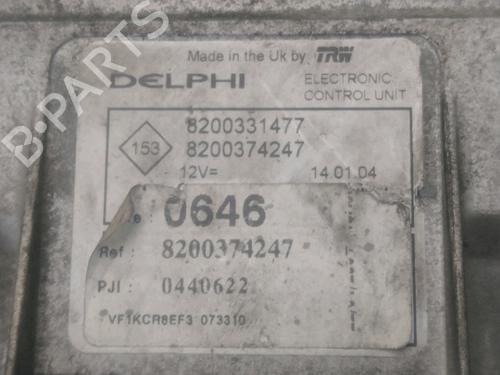 Made in the Uk by TRW
DELPHI ELECTRONIC
CONTROL UNIT
153
8200331477
8200374247
12V= 14.01.04
e : 0646
Ref : 8200374247
PJI : 0440622
VF1KCR8EF3 073310
B-PARTS